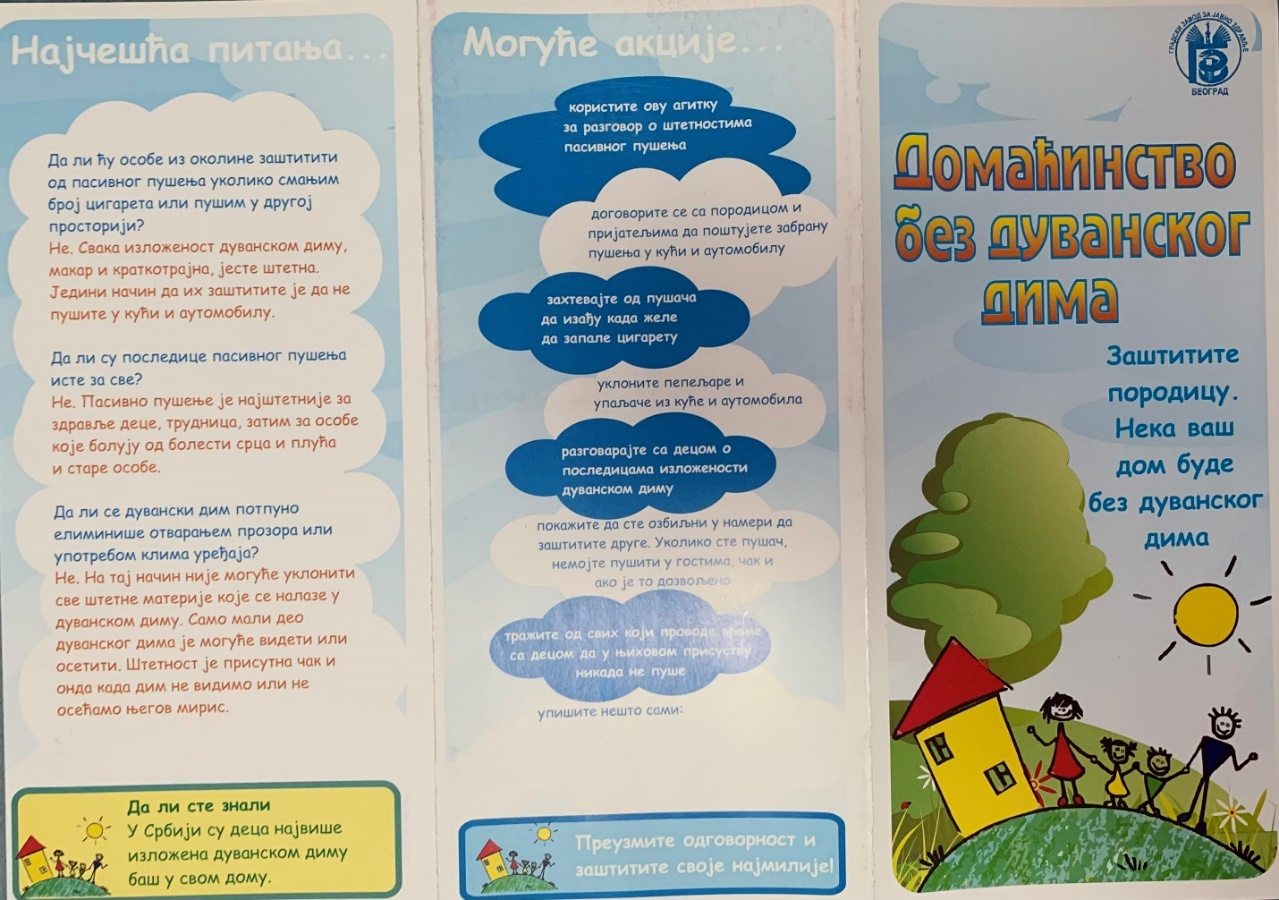 Најчешћа питања...
Да ли ћу особе из околине заштитити
од пасивног пушења уколико смањим
број цигарета или пушим у другој
просторији?
Не. Свака изложеност дуванском диму,
макар и краткотрајна, јесте штетна.
Једини начин да их заштитите је да не
пушите у кући и аутомобилу.
Да ли су последице пасивног пушења
исте за све?
Не. Пасивно пушење је најштетније за
здравље деце, трудница, затим за особе
које болују од болести срца и плућа
и старе особе.
Да ли се дувански дим потпуно
елиминише отварањем прозора или
употребом клима уређаја?
Не. На тај начин није могуће уклонити
све штетне материје које се налазе у
дуванском диму. Само мали део
дуванског дима је могуће видети или
осетити. Штетност је присутна чак и
онда када дим не видимо или не
осећамо његов мирис.
Да ли сте знали
У Србији су деца највише
изложена дуванском диму
баш у свом дому.
Могуће акције...
користите ову агитку
за разговор о штетностима
пасивног пушења
договорите се са породицом и
пријатељима да поштујете забрану
пушења у кући и аутомобилу
захтевајте од пушача
да изађу када желе
да запале цигарету
уклоните пепељаре и
упаљаче из куће и аутомобила
разговарајте са децом о
последицама изложености
дуванском диму
покажите да сте озбиљни у намери да
заштитите друге. Уколико сте пушач,
немојте пушити у гостима, чак и
ако је то дозвољено
тражите од свих који проводе време
са децом да у њиховом присуству
никада не пуше
упишите нешто сами:
Преузмите одговорност и
заштитите своје најмилије!
ГРАДСКИ ЗАВОД ЗА ЈАВНО ЗДРАВЉЕ
БЕОГРАД
Домаћинство
без дуванског
дима
Заштитите
породицу.
Нека ваш
дом буде
без дуванског
дима